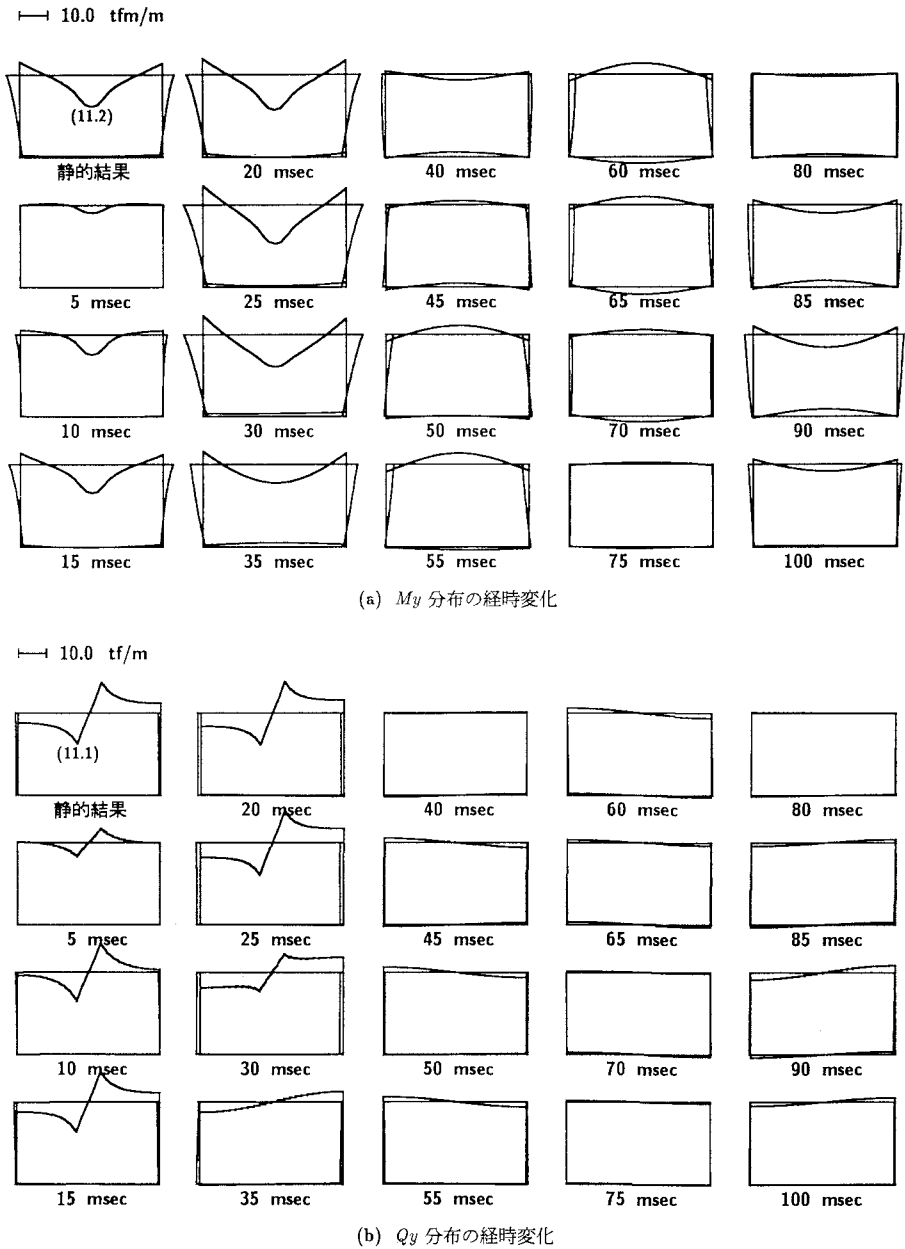 10.0 tfm/m
(11.2)
静的結果
20 msec
40 msec
60 msec
80 msec
5 msec
25 msec
45 msec
65 msec
85 msec
10 msec
30 msec
50 msec
70 msec
90 msec
15 msec
35 msec
55 msec
75 msec
100 msec
(a) My 分布の経時変化
10.0 tf/m
(11.1)
静的結果
20 msec
40 msec
60 msec
80 msec
5 msec
25 msec
45 msec
65 msec
85 msec
10 msec
30 msec
50 msec
70 msec
90 msec
15 msec
35 msec
55 msec
75 msec
100 msec
(b) Qy 分布の経時変化